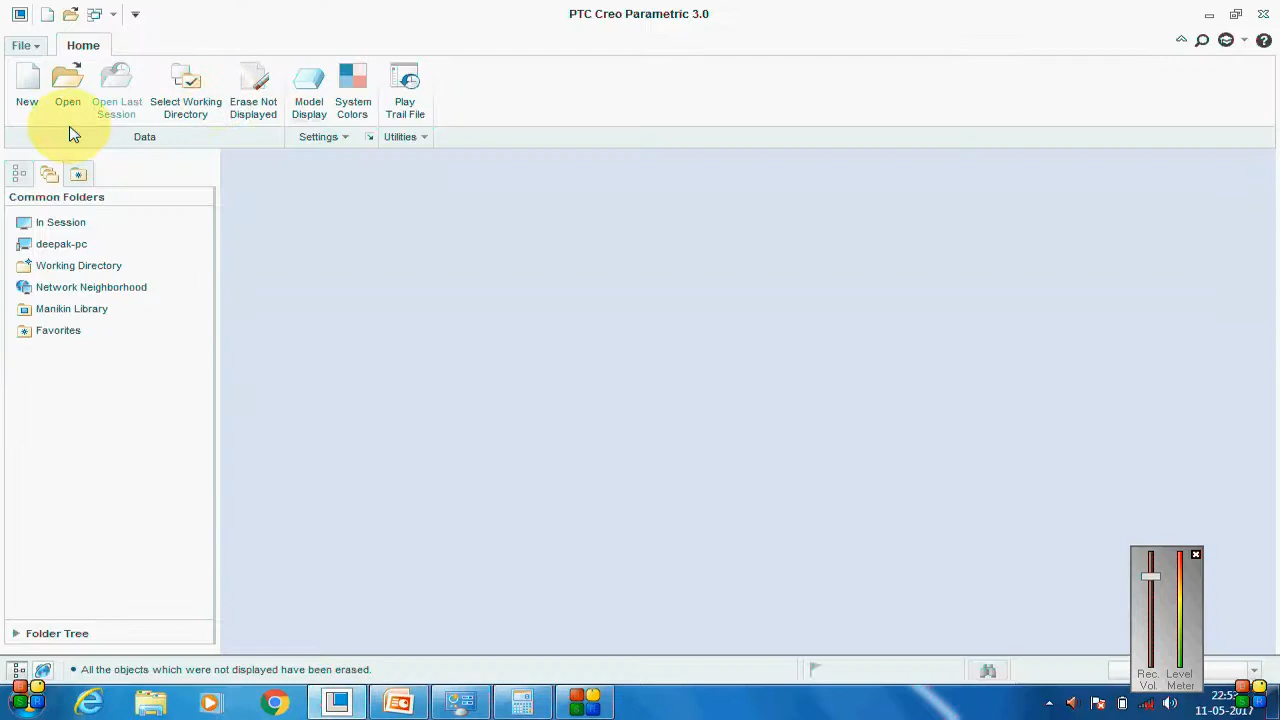 PTC Creo Parametric 3.0
File
Home
New
Open
Open Last Session
Select Working Directory
Erase Not Displayed
Model Display
System Colors
Play Trail File
Data
Settings
Utilities
Common Folders
In Session
deepak-pc
Working Directory
Network Neighborhood
Manikin Library
Favorites
Folder Tree
• All the objects which were not displayed have been erased.
Rec. Vol
Level Meter
11-05-2017